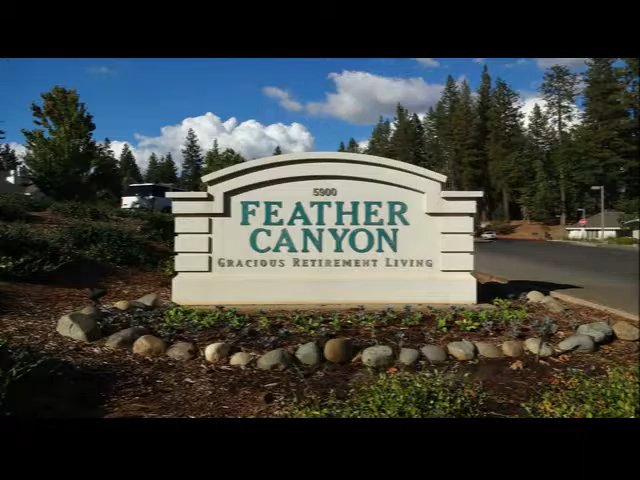 5900
FEATHER
CANYON
GRACIOUS RETIREMENT LIVING